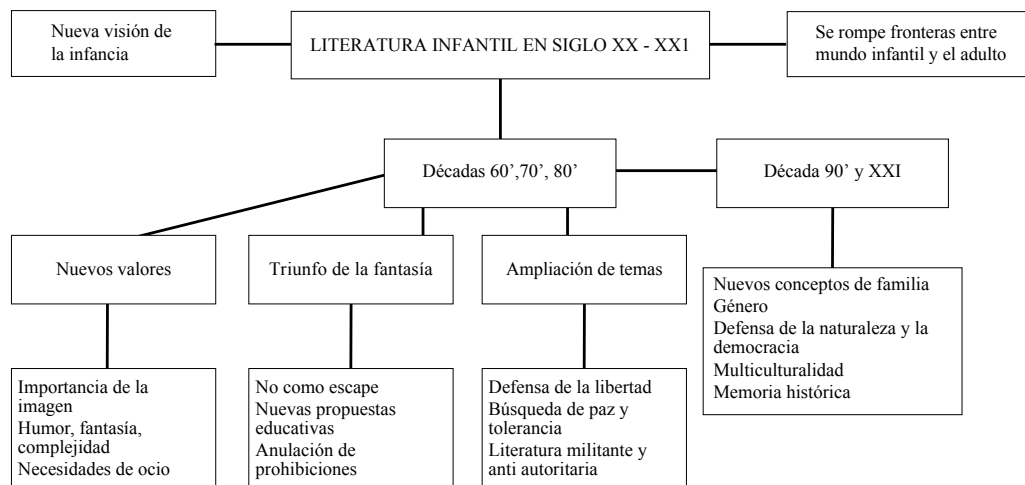 Nueva visión de
la infancia
LITERATURA INFANTIL EN SIGLO XX - XX1
Se rompe fronteras entre
mundo infantil y el adulto
Décadas 60’,70’, 80’
Década 90’ y XXI
Nuevos valores
Triunfo de la fantasía
Ampliación de temas
Nuevos conceptos de familia
Género
Defensa de la naturaleza y la
democracia
Multiculturalidad
Memoria histórica
Importancia de la
imagen
Humor, fantasía,
complejidad
Necesidades de ocio
No como escape
Nuevas propuestas
educativas
Anulación de
prohibiciones
Defensa de la libertad
Búsqueda de paz y
tolerancia
Literatura militante y
anti autoritaria